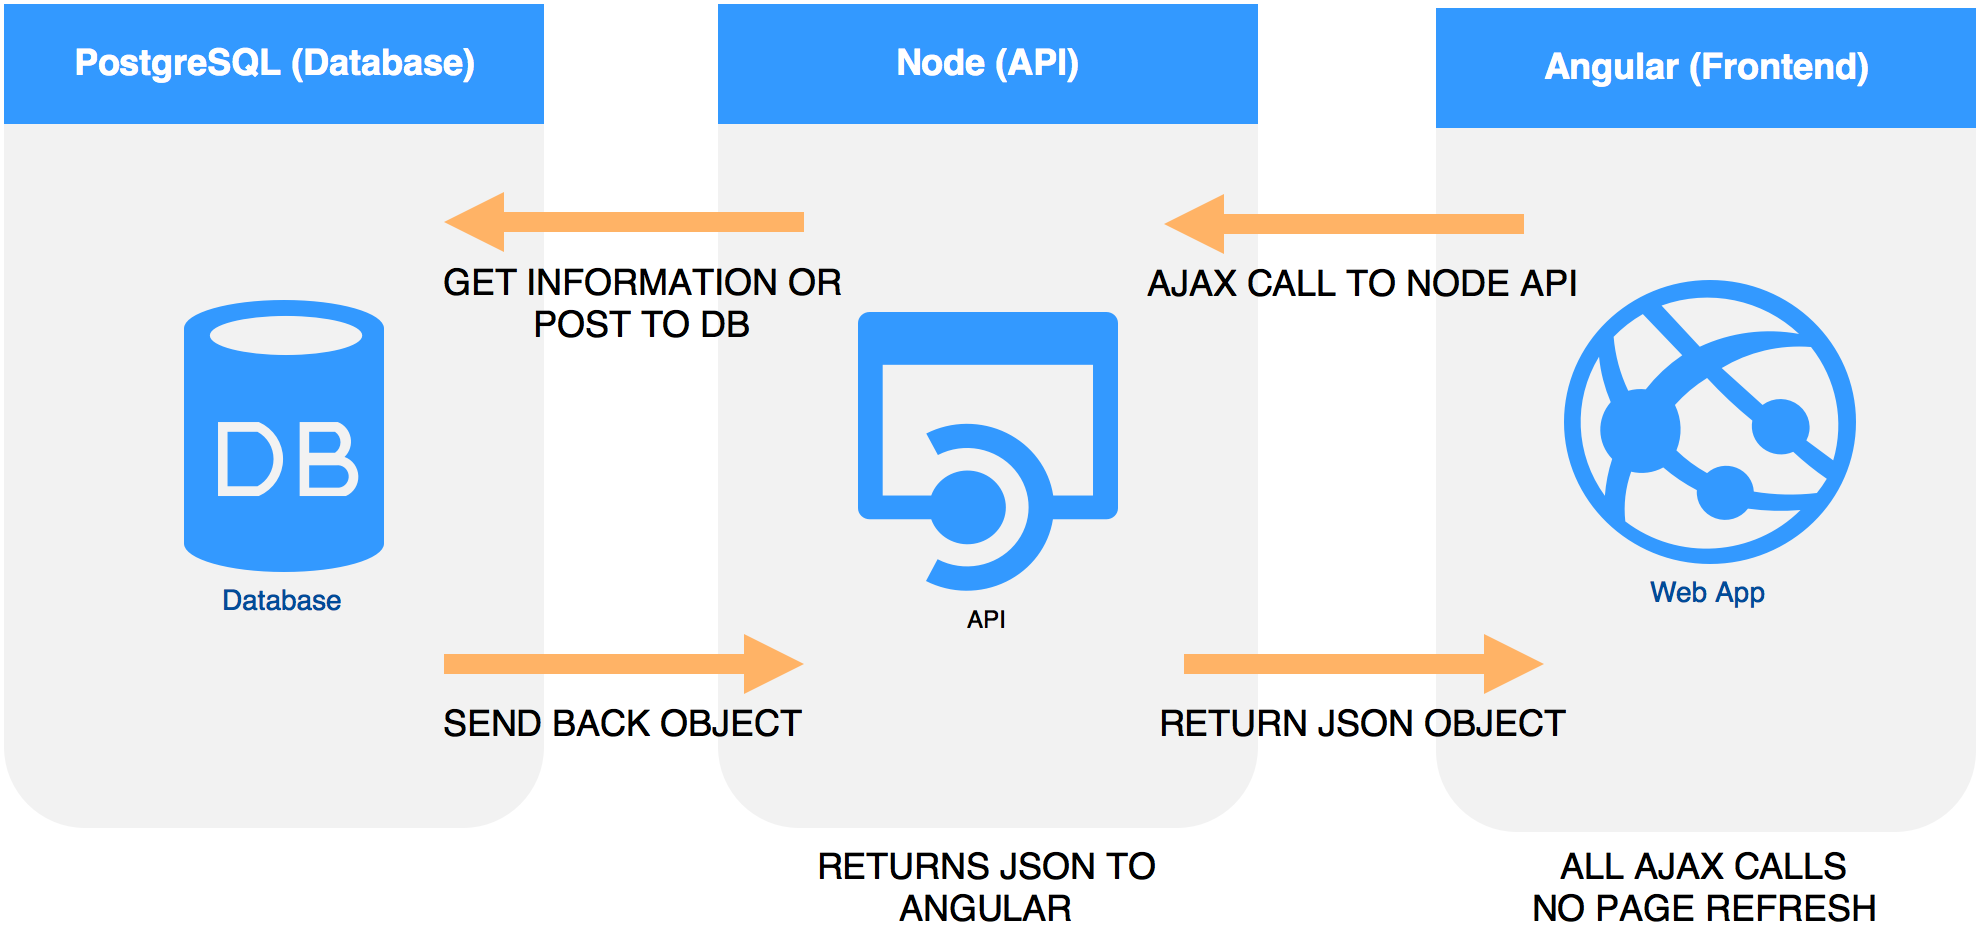 PostgreSQL (Database)
Node (API)
Angular (Frontend)
GET INFORMATION OR
POST TO DB
AJAX CALL TO NODE API
DB
Database
API
Web App
SEND BACK OBJECT
RETURN JSON OBJECT
RETURNS JSON TO
ANGULAR
ALL AJAX CALLS
NO PAGE REFRESH